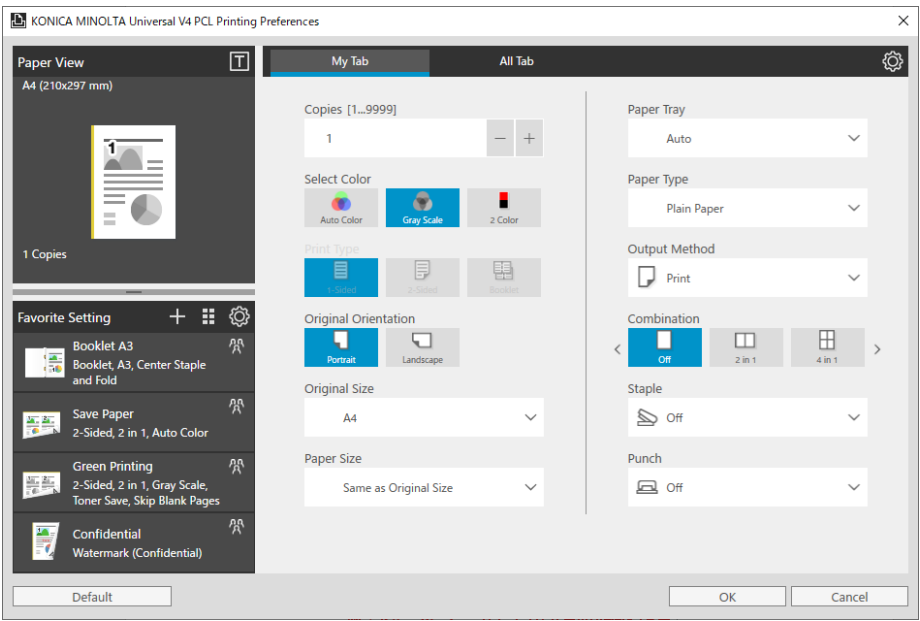 KONICA MINOLTA Universal V4 PCL Printing Preferences
Paper View
T
A4 (210x297 mm)
1
1 Copies
Favorite Setting
Booklet A3
Booklet, A3, Center Staple
and Fold
Save Paper
2-Sided, 2 in 1, Auto Color
Green Printing
2-Sided, 2 in 1, Gray Scale,
Toner Save, Skip Blank Pages
Confidential
Watermark (Confidential)
My Tab
All Tab
Copies [1...9999]
1
Select Color
Auto Color
Gray Scale
2 Color
Print Type
1-Sided
2-Sided
Booklet
Original Orientation
Portrait
Landscape
Original Size
A4
Paper Size
Same as Original Size
Paper Tray
Auto
Paper Type
Plain Paper
Output Method
Print
Combination
Off
2 in 1
4 in 1
Staple
Off
Punch
Off
Default
OK
Cancel